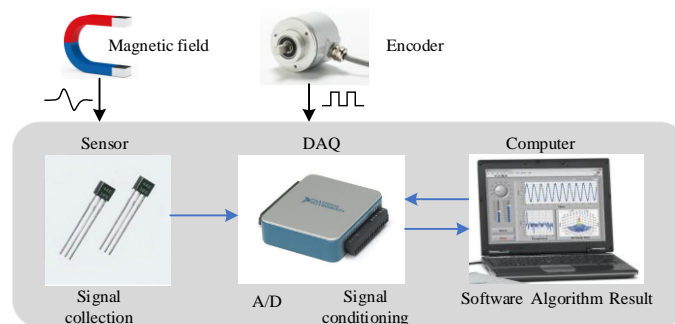 Magnetic field
Encoder
Sensor
DAQ
Computer
Signal
collection
A/D
Signal
conditioning
Software Algorithm Result